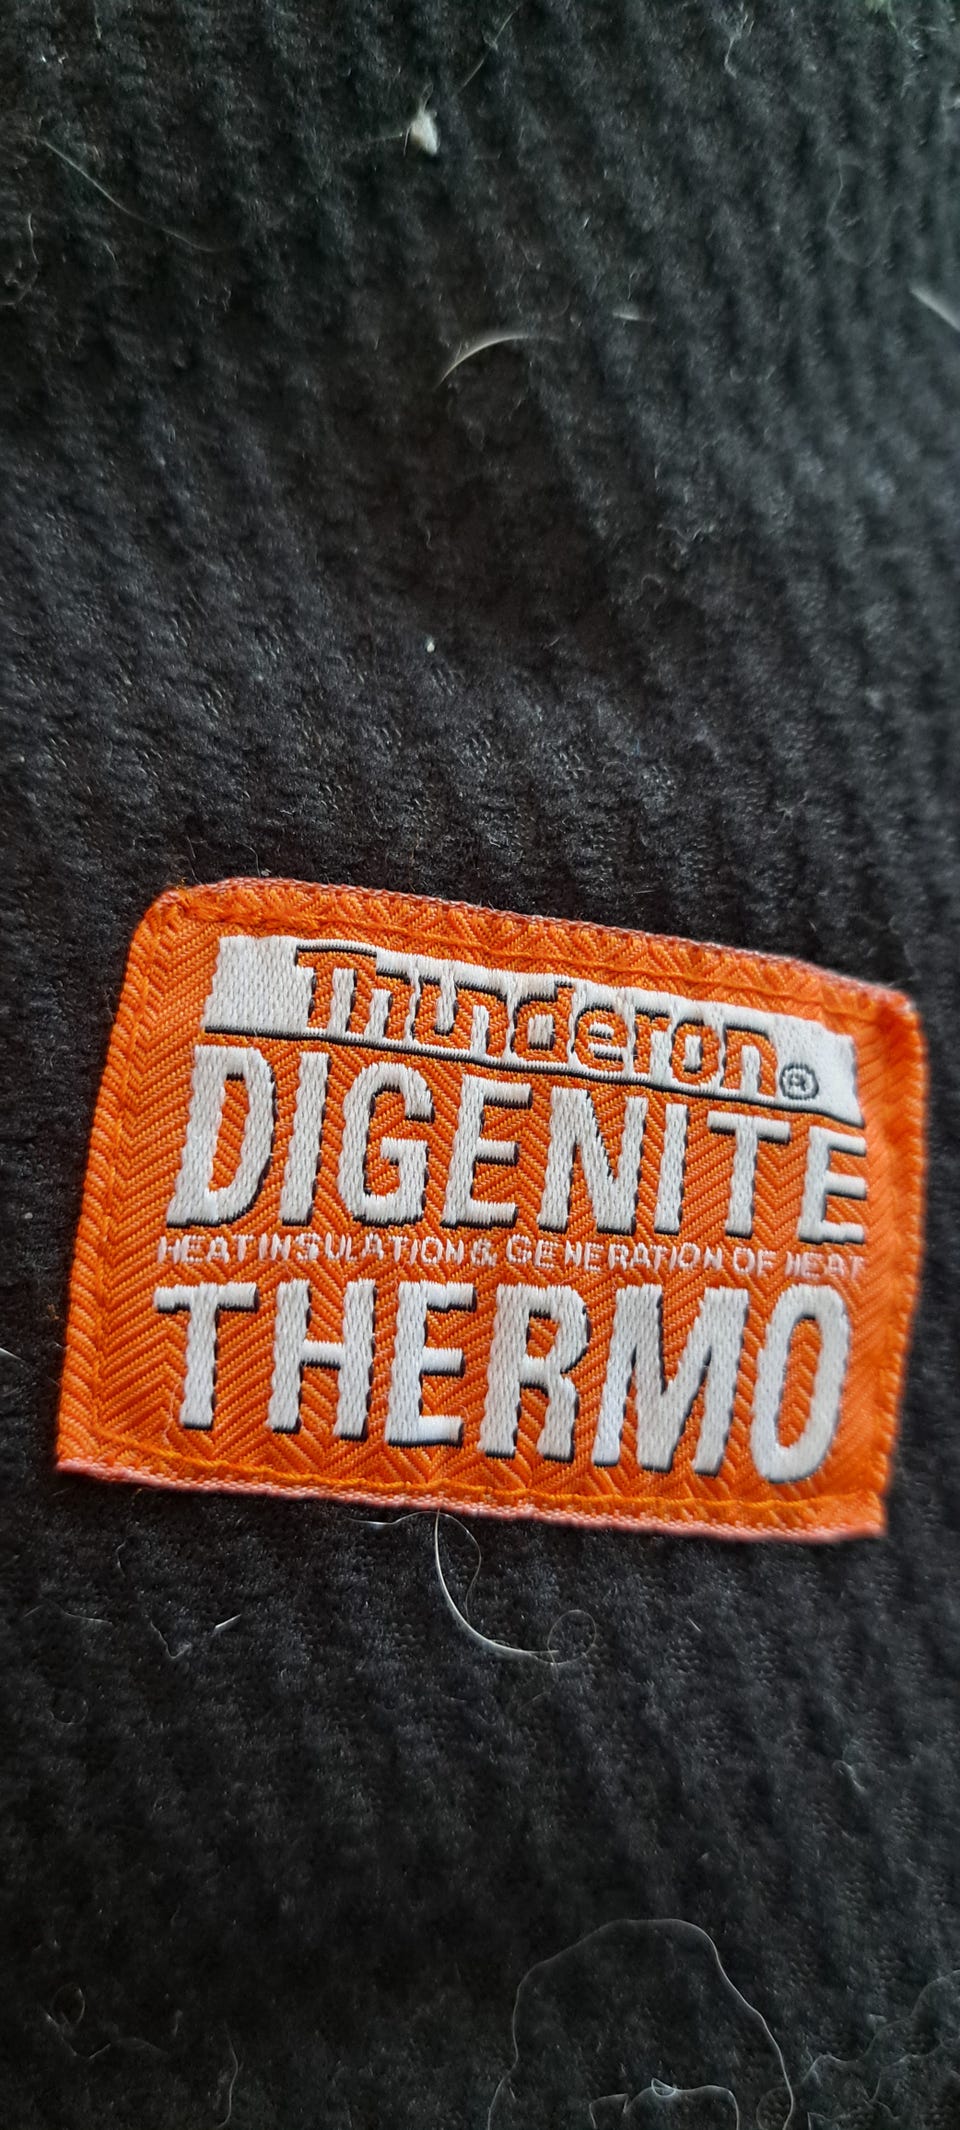 Thunderon®
DIGENITE
HEAT INSULATION & GENERATION OF HEAT
THERMO